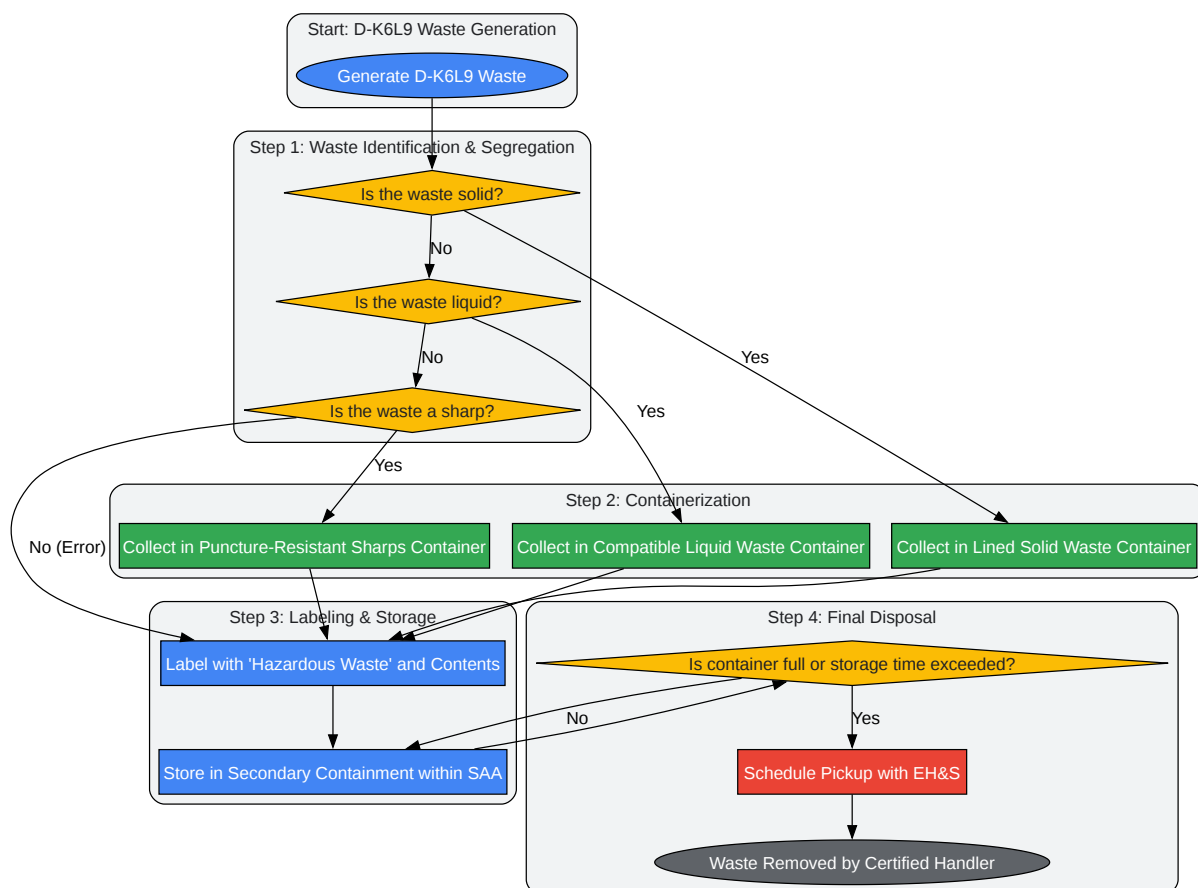 Start: D-K6L9 Waste Generation
Generate D-K6L9 Waste
Step 1: Waste Identification & Segregation
Is the waste solid?
No
Is the waste liquid?
No
Yes
Is the waste a sharp?
Yes
Yes
Step 2: Containerization
No (Error)
Collect in Puncture-Resistant Sharps Container
Collect in Compatible Liquid Waste Container
Collect in Lined Solid Waste Container
Step 3: Labeling & Storage
Step 4: Final Disposal
Label with 'Hazardous Waste' and Contents
Is container full or storage time exceeded?
No
Yes
Store in Secondary Containment within SAA
Schedule Pickup with EH&S
Waste Removed by Certified Handler